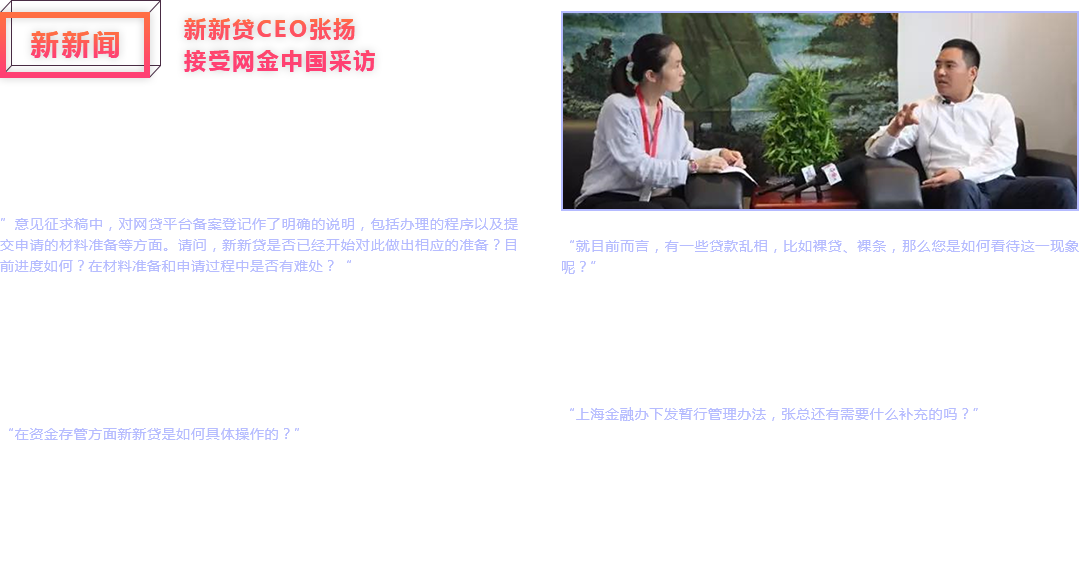 新新闻
新新贷CEO张扬
接受网金中国采访
”意见征求稿中，对网贷平台备案登记作了明确的说明，包括办理的程序以及提
交申请的材料准备等方面。请问，新新贷是否已经开始对此做出相应的准备？目
前进度如何？在材料准备和申请过程中是否有难处？ “
“在资金存管方面新新贷是如何具体操作的？”
“就目前而言，有一些贷款乱相，比如裸贷、裸条，那么您是如何看待这一现象
呢？”
“上海金融办下发暂行管理办法，张总还有需要什么补充的吗？”